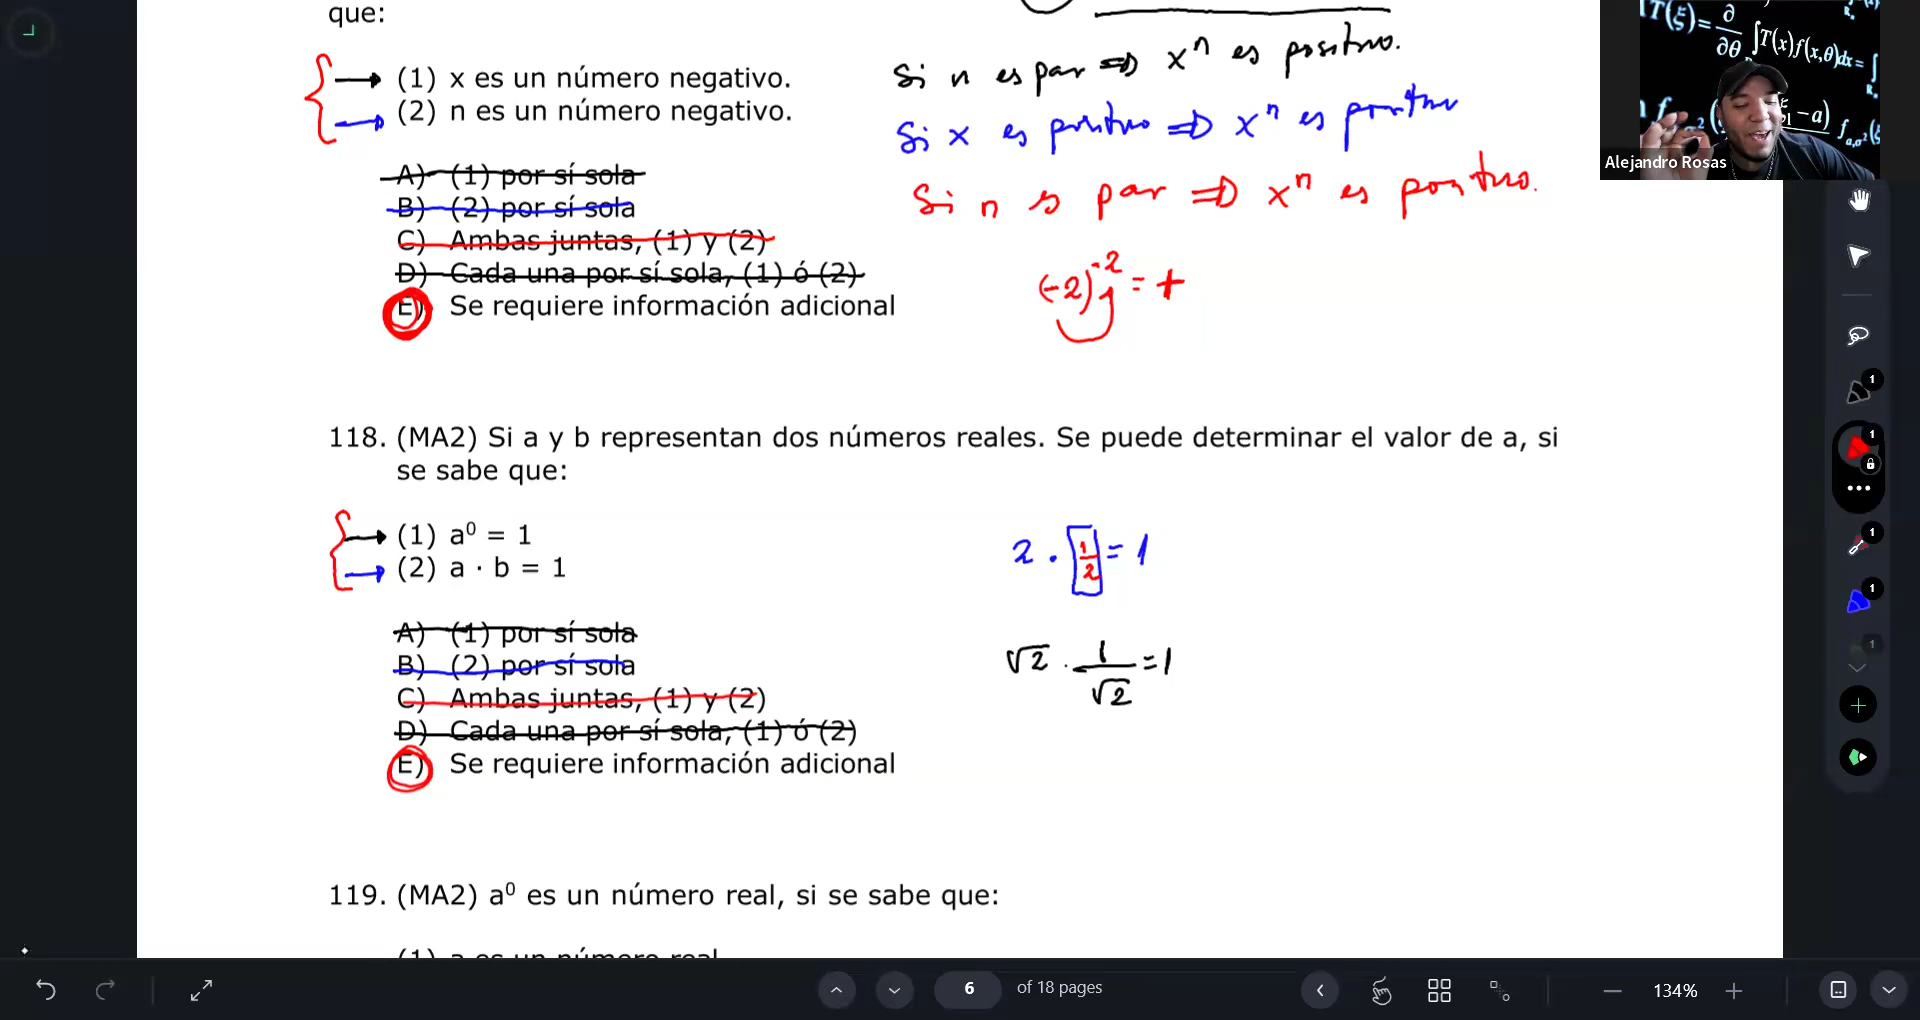 que:
(1) x es un número negativo.
(2) n es un número negativo.
A) (1) por sí sola
B) (2) por sí sola
C) Ambas juntas, (1) y (2)
D) Cada una por sí sola, (1) ó (2)
E) Se requiere información adicional
Si n es par ⇒ xⁿ es positivo.
Si x es positivo ⇒ xⁿ es positivo
Si n es par ⇒ xⁿ es positivo.
(-2)⁻² = +
118. (MA2) Si a y b representan dos números reales. Se puede determinar el valor de a, si
se sabe que:
(1) a⁰ = 1
(2) a · b = 1
2 · 1/2 = 1
A) (1) por sí sola
B) (2) por sí sola
C) Ambas juntas, (1) y (2)
D) Cada una por sí sola, (1) ó (2)
E) Se requiere información adicional
√2 · 1/√2 = 1
119. (MA2) a⁰ es un número real, si se sabe que:
(1) a es un número real
Alejandro Rosas
6 of 18 pages
134%